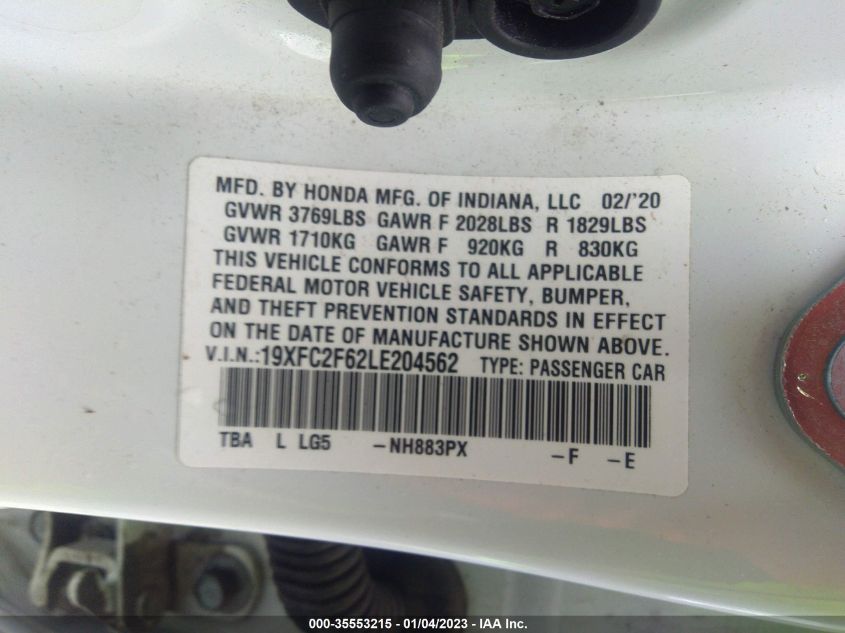 MFD. BY HONDA MFG. OF INDIANA, LLC 02/'20
GVWR 3769LBS GAWR F 2028LBS R 1829LBS
GVWR 1710KG GAWR F 920KG R 830KG
THIS VEHICLE CONFORMS TO ALL APPLICABLE
FEDERAL MOTOR VEHICLE SAFETY, BUMPER,
AND THEFT PREVENTION STANDARDS IN EFFECT
ON THE DATE OF MANUFACTURE SHOWN ABOVE.
V.I.N.:19XFC2F62LE204562 TYPE: PASSENGER CAR
TBA L LG5 -NH883PX -F -E
000-35553215 - 01/04/2023 - IAA Inc.